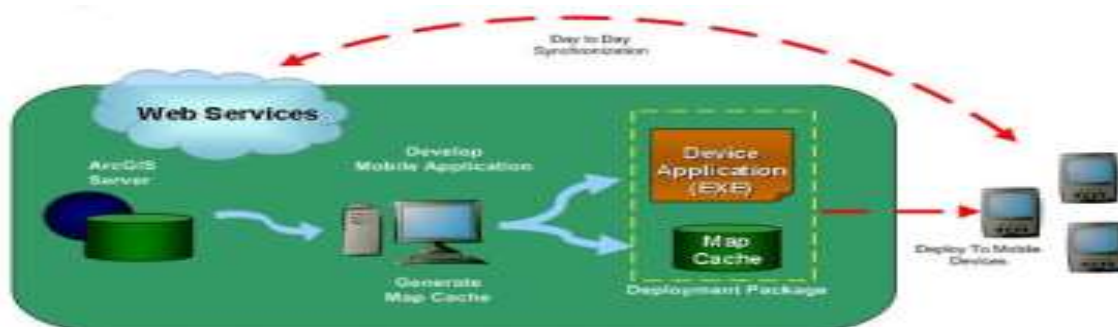 Day to Day
Synchronization
Web Services
ArcGIS
Server
Develop
Mobile Application
Device
Application
(EXE)
Map
Cache
Generate
Map Cache
Deployment Package
Deploy To Mobile
Devices